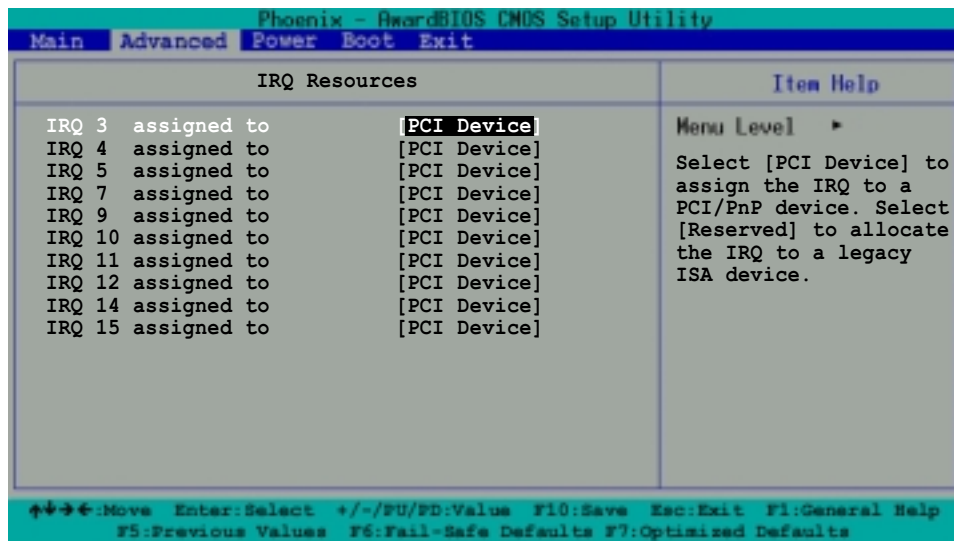 Phoenix - AwardBIOS CMOS Setup Utility
Main Advanced Power Boot Exit
IRQ Resources
IRQ 3 assigned to [PCI Device]
IRQ 4 assigned to [PCI Device]
IRQ 5 assigned to [PCI Device]
IRQ 7 assigned to [PCI Device]
IRQ 9 assigned to [PCI Device]
IRQ 10 assigned to [PCI Device]
IRQ 11 assigned to [PCI Device]
IRQ 12 assigned to [PCI Device]
IRQ 14 assigned to [PCI Device]
IRQ 15 assigned to [PCI Device]
Item Help
Menu Level ►
Select [PCI Device] to
assign the IRQ to a
PCI/PnP device. Select
[Reserved] to allocate
the IRQ to a legacy
ISA device.
↑↓→←:Move Enter:Select +/-/PU/PD:Value F10:Save Esc:Exit F1:General Help
F5:Previous Values F6:Fail-Safe Defaults F7:Optimized Defaults